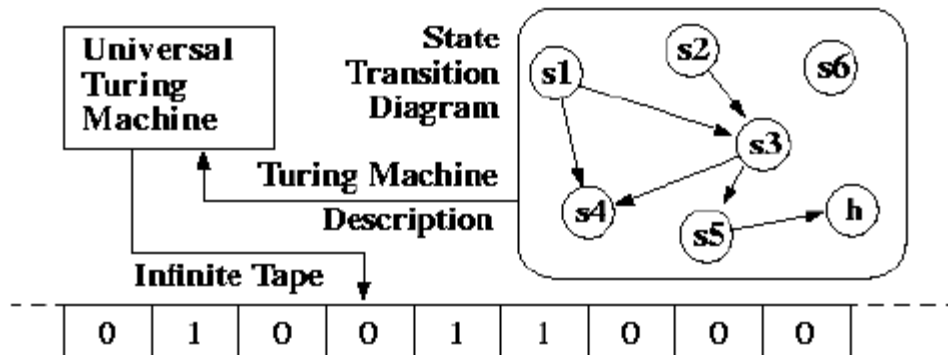 Universal
Turing
Machine
State
Transition
Diagram
s1
s2
s6
s3
s4
s5
h
Turing Machine
Description
Infinite Tape
0 1 0 0 1 1 0 0 0